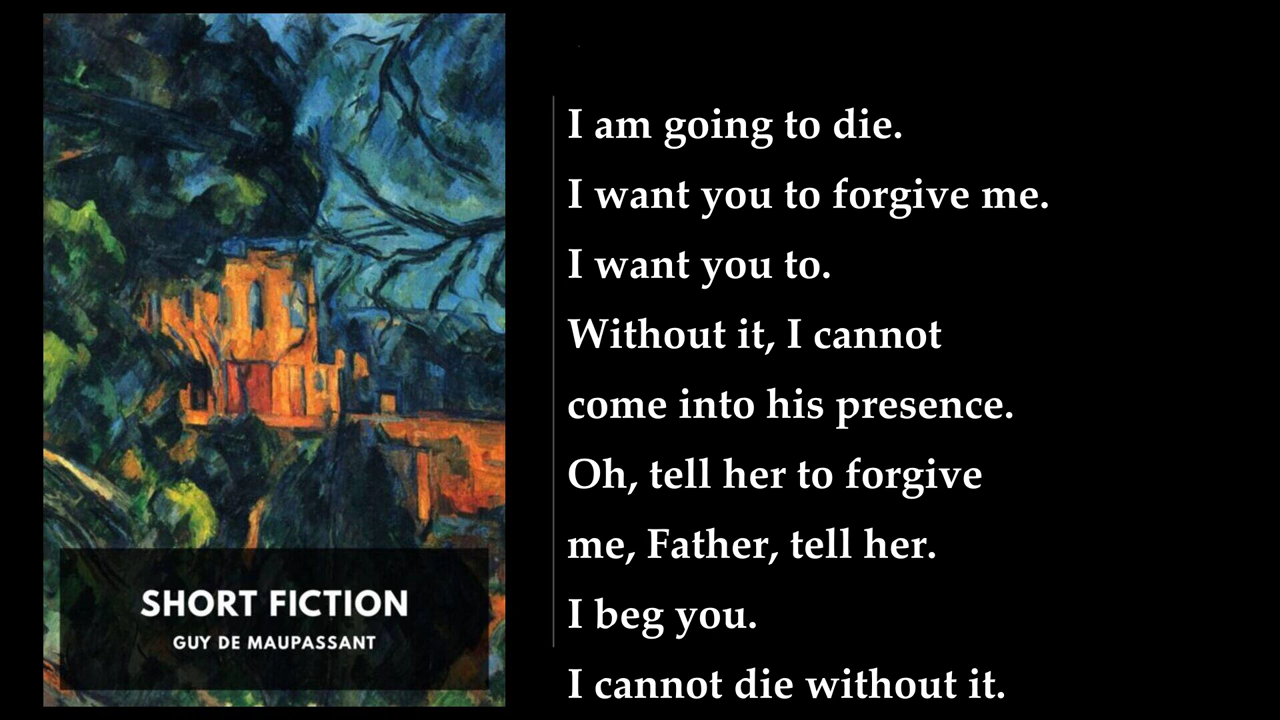 SHORT FICTION
GUY DE MAUPASSANT
I am going to die.
I want you to forgive me.
I want you to.
Without it, I cannot
come into his presence.
Oh, tell her to forgive
me, Father, tell her.
I beg you.
I cannot die without it.